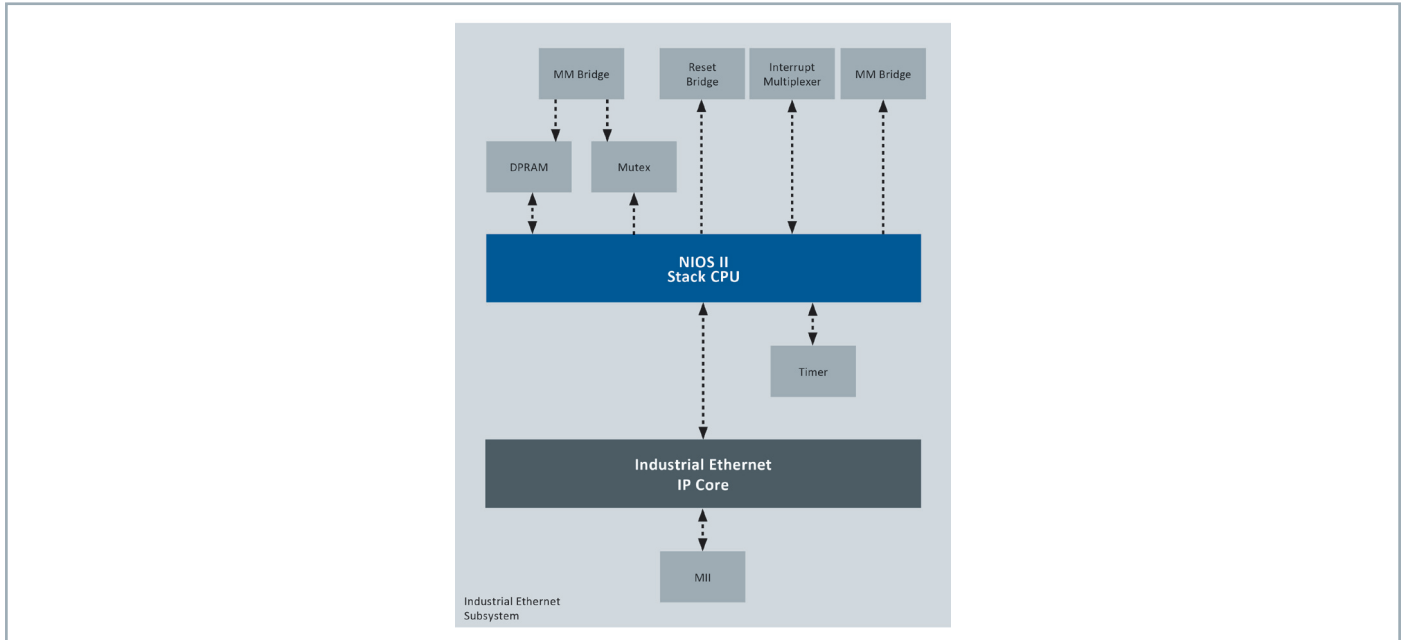 MM Bridge
Reset
Bridge
Interrupt
Multiplexer
MM Bridge
DPRAM
Mutex
NIOS II
Stack CPU
Timer
Industrial Ethernet
IP Core
MII
Industrial Ethernet
Subsystem